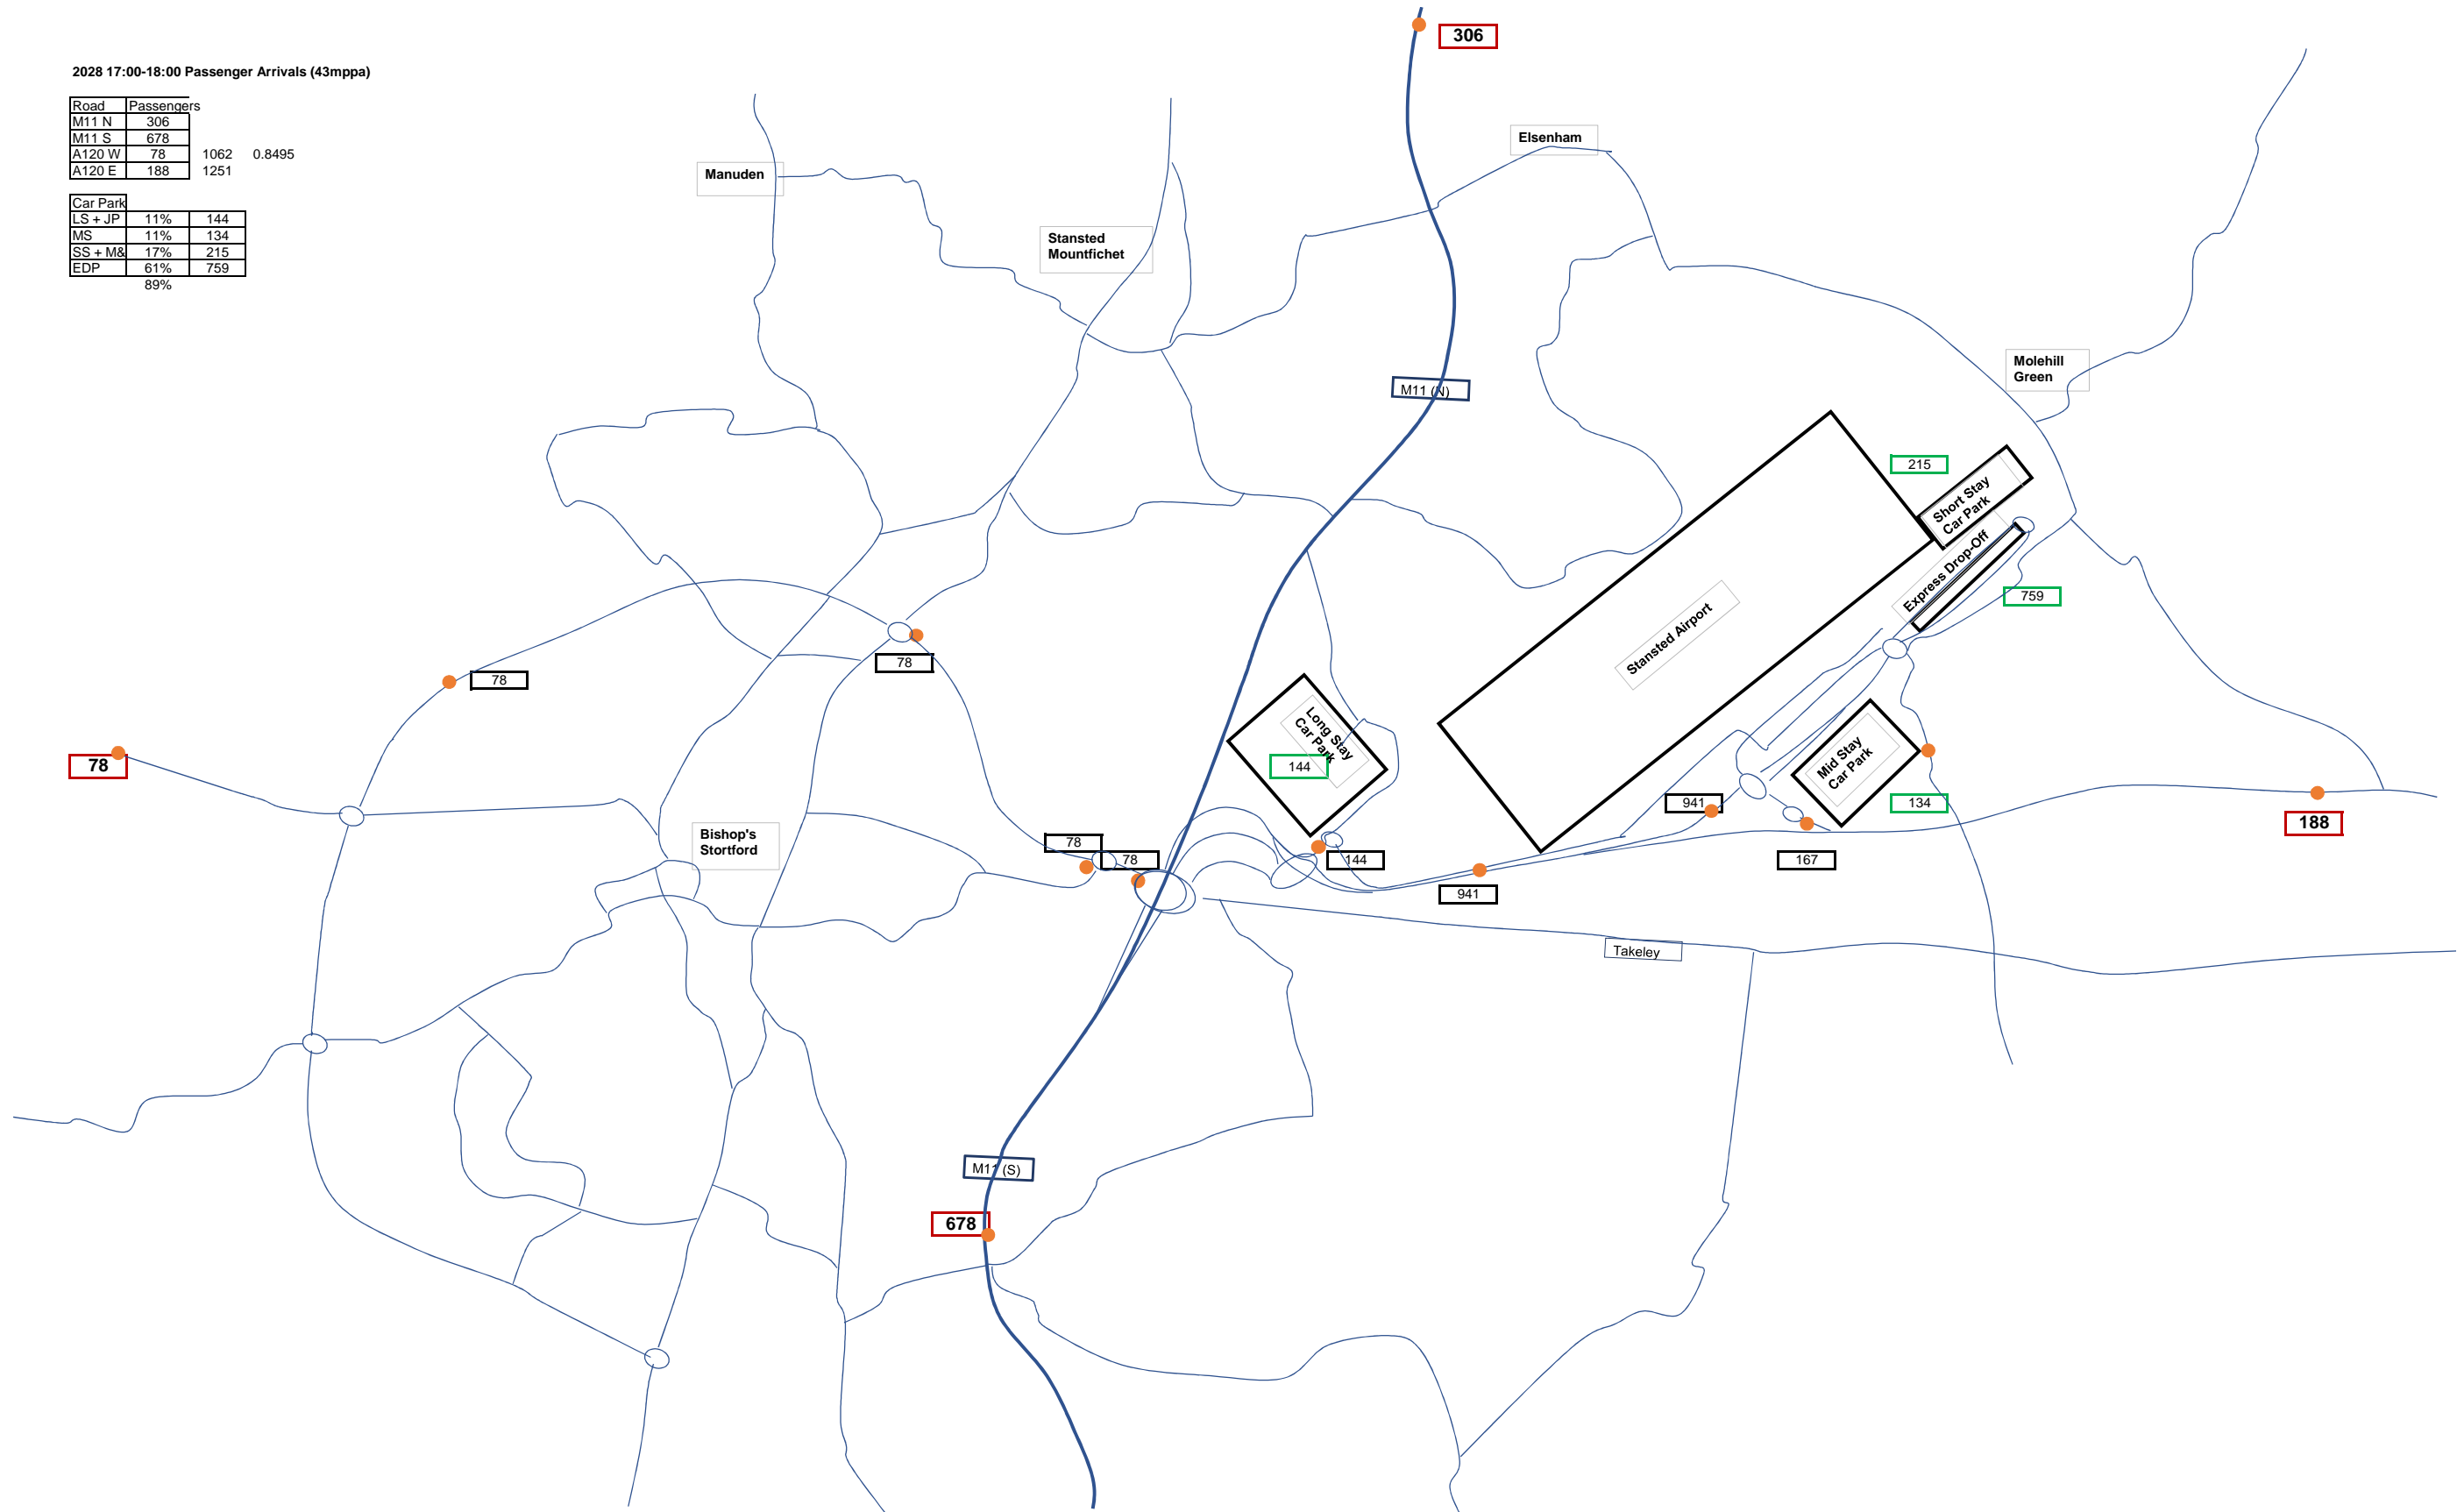 2028 17:00-18:00 Passenger Arrivals (43mppa)
Road Passengers
M11 N 306
M11 S 678
A120 W 78 1062 0.8495
A120 E 188 1251
Car Park
LS + JP 11% 144
MS 11% 134
SS + M& 17% 215
EDP 61% 759
89%
306
Elsenham
Manuden
Stansted
Mountfichet
Molehill
Green
M11 (N)
215
Short Stay
Car Park
Express Drop-Off
759
Stansted Airport
78
78
78
Long Stay
Car Park
144
Mid Stay
Car Park
134
941
188
Bishop's
Stortford
78
78
144
167
941
Takeley
M11 (S)
678